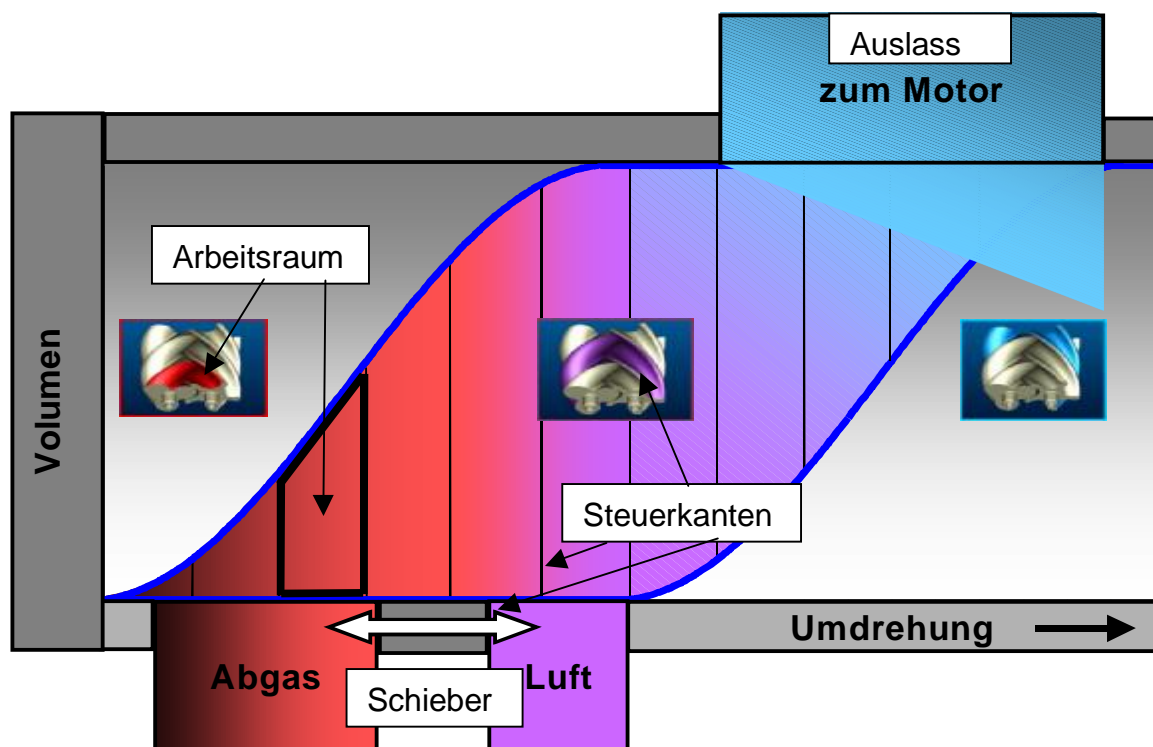 Auslass
zum Motor
Arbeitsraum
Volumen
Steuerkanten
Umdrehung
Abgas
Schieber
Luft